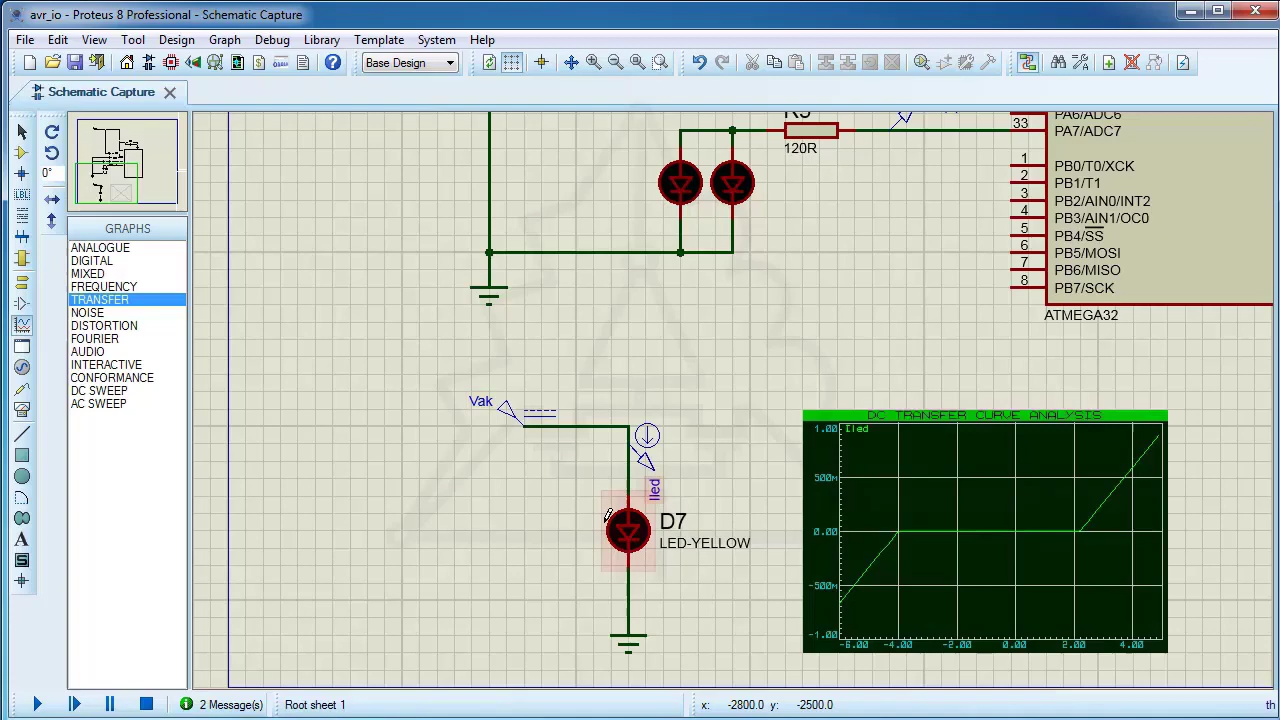 avr_io - Proteus 8 Professional - Schematic Capture
File Edit View Tool Design Graph Debug Library Template System Help
Base Design
Schematic Capture
LBL
0°
GRAPHS
ANALOGUE
DIGITAL
MIXED
FREQUENCY
TRANSFER
NOISE
DISTORTION
FOURIER
AUDIO
INTERACTIVE
CONFORMANCE
DC SWEEP
AC SWEEP
A
S
120R
33
PA6/ADC6
PA7/ADC7
1 PB0/T0/XCK
2 PB1/T1
3 PB2/AIN0/INT2
4 PB3/AIN1/OC0
5 PB4/SS
6 PB5/MOSI
7 PB6/MISO
8 PB7/SCK
ATMEGA32
Vak
Iled
D7
LED-YELLOW
DC TRANSFER CURVE ANALYSIS
1.00 Iled
500m
0.00
-500m
-1.00
-6.00 -4.00 -2.00 0.00 2.00 4.00
2 Message(s) Root sheet 1 x: -2800.0 y: -2500.0 th